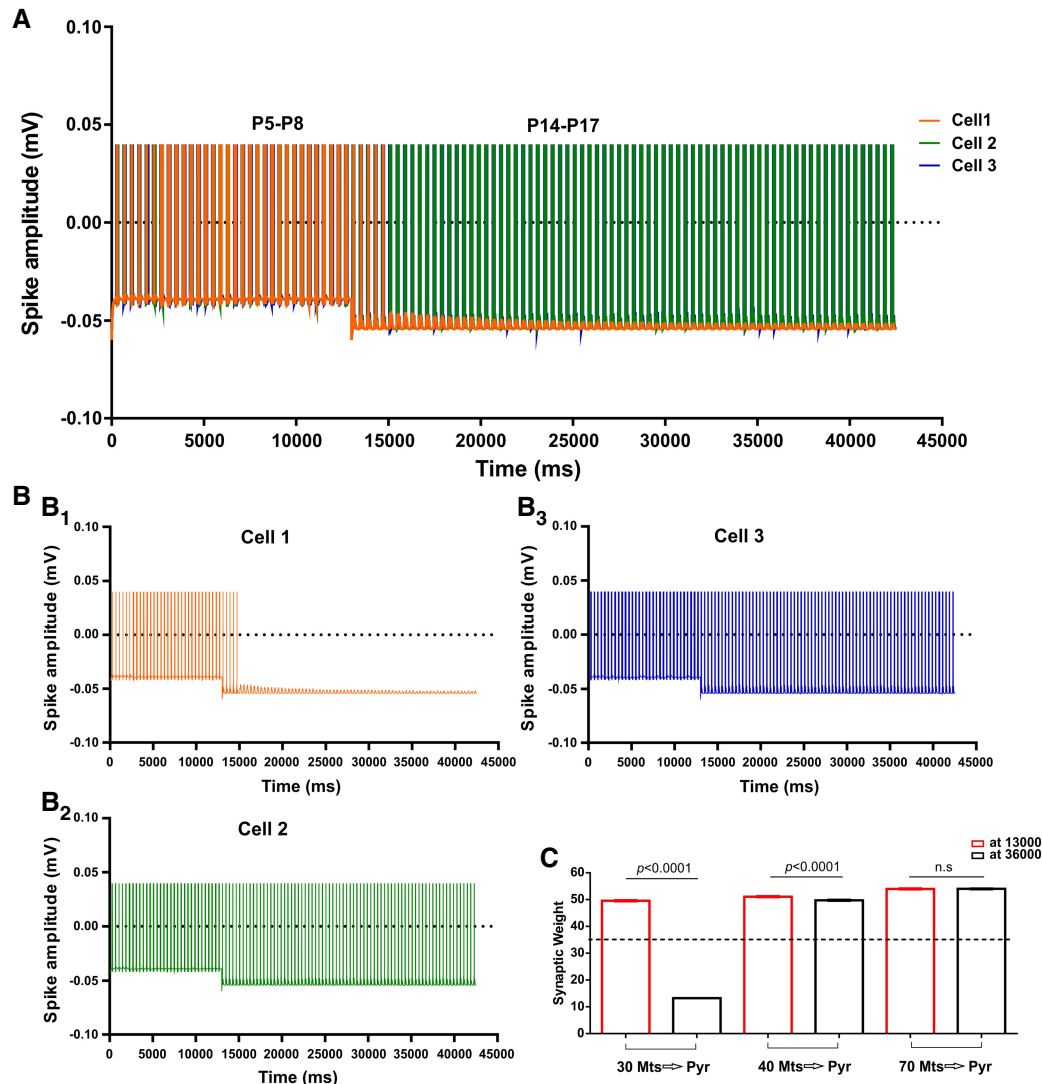 A
Spike amplitude (mV)
0.10
0.05
0.00
-0.05
-0.10
P5-P8
P14-P17
Cell1
Cell 2
Cell 3
0 5000 10000 15000 20000 25000 30000 35000 40000 45000
Time (ms)
B
B1
Cell 1
Spike amplitude (mV)
0.10
0.05
0.00
-0.05
-0.10
0 5000 10000 15000 20000 25000 30000 35000 40000 45000
Time (ms)
B3
Cell 3
Spike amplitude (mV)
0.10
0.05
0.00
-0.05
-0.10
0 5000 10000 15000 20000 25000 30000 35000 40000 45000
Time (ms)
B2
Cell 2
Spike amplitude (mV)
0.10
0.05
0.00
-0.05
-0.10
0 5000 10000 15000 20000 25000 30000 35000 40000 45000
Time (ms)
C
at 13000
at 36000
Synaptic Weight
60
50
40
30
20
10
0
p<0.0001
p<0.0001
n.s
30 Mts⇨ Pyr
40 Mts⇨ Pyr
70 Mts⇨ Pyr